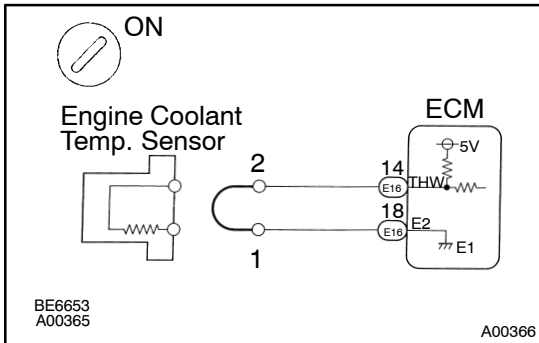 ON
Engine Coolant
Temp. Sensor
ECM
5V
2
14
E16
THW
18
E16
E2
E1
1
BE6653
A00365
A00366